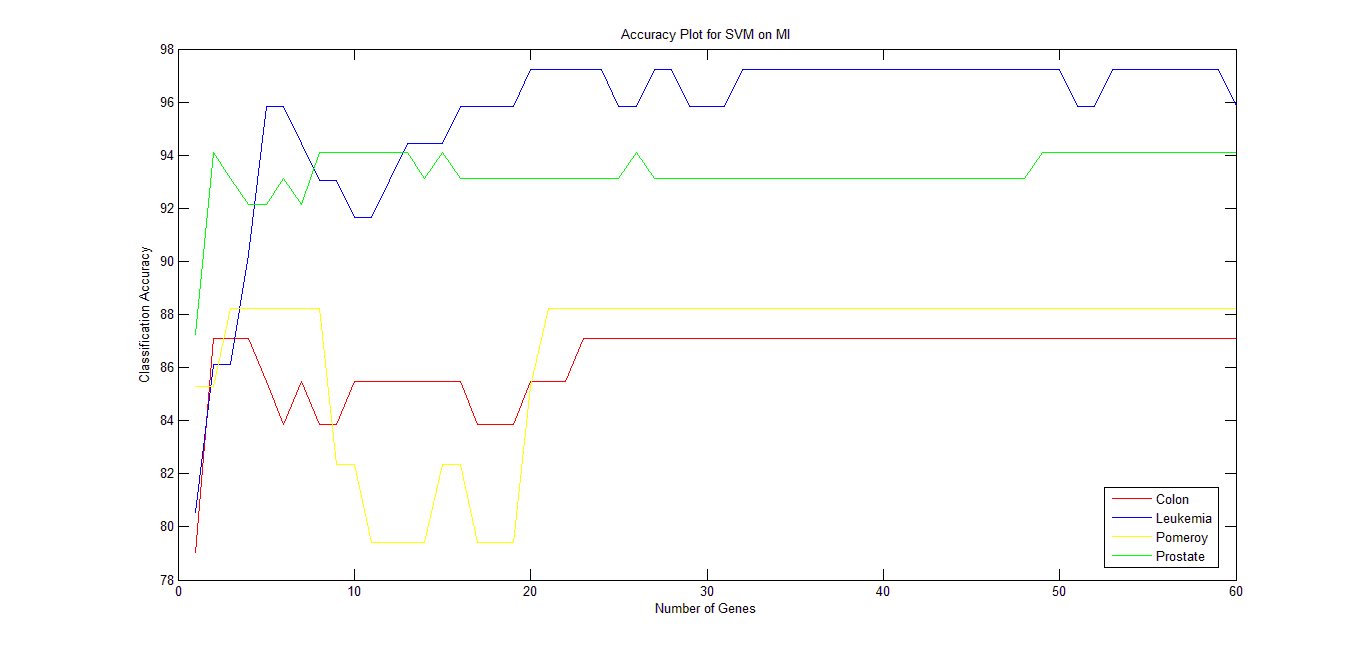 Accuracy Plot for SVM on MI
98
96
94
92
90
88
86
84
82
80
78
Classification Accuracy
0 10 20 30 40 50 60
Number of Genes
Colon
Leukemia
Pomeroy
Prostate